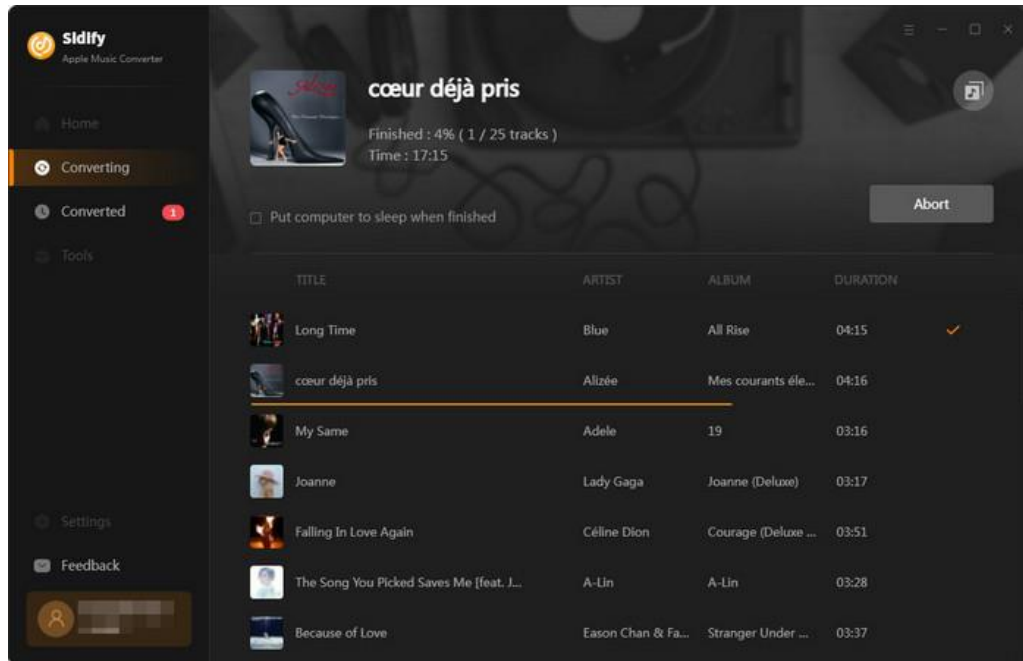 Sidify
Apple Music Converter
Home
Converting
Converted 1
Tools
Settings
Feedback
cœur déjà pris
Finished : 4% ( 1 / 25 tracks )
Time : 17:15
Put computer to sleep when finished
Abort
TITLE ARTIST ALBUM DURATION
Long Time Blue All Rise 04:15
cœur déjà pris Alizée Mes courants éle... 04:16
My Same Adele 19 03:16
Joanne Lady Gaga Joanne (Deluxe) 03:17
Falling In Love Again Céline Dion Courage (Deluxe ... 03:51
The Song You Picked Saves Me [feat. J... A-Lin A-Lin 03:28
Because of Love Eason Chan & Fa... Stranger Under ... 03:37